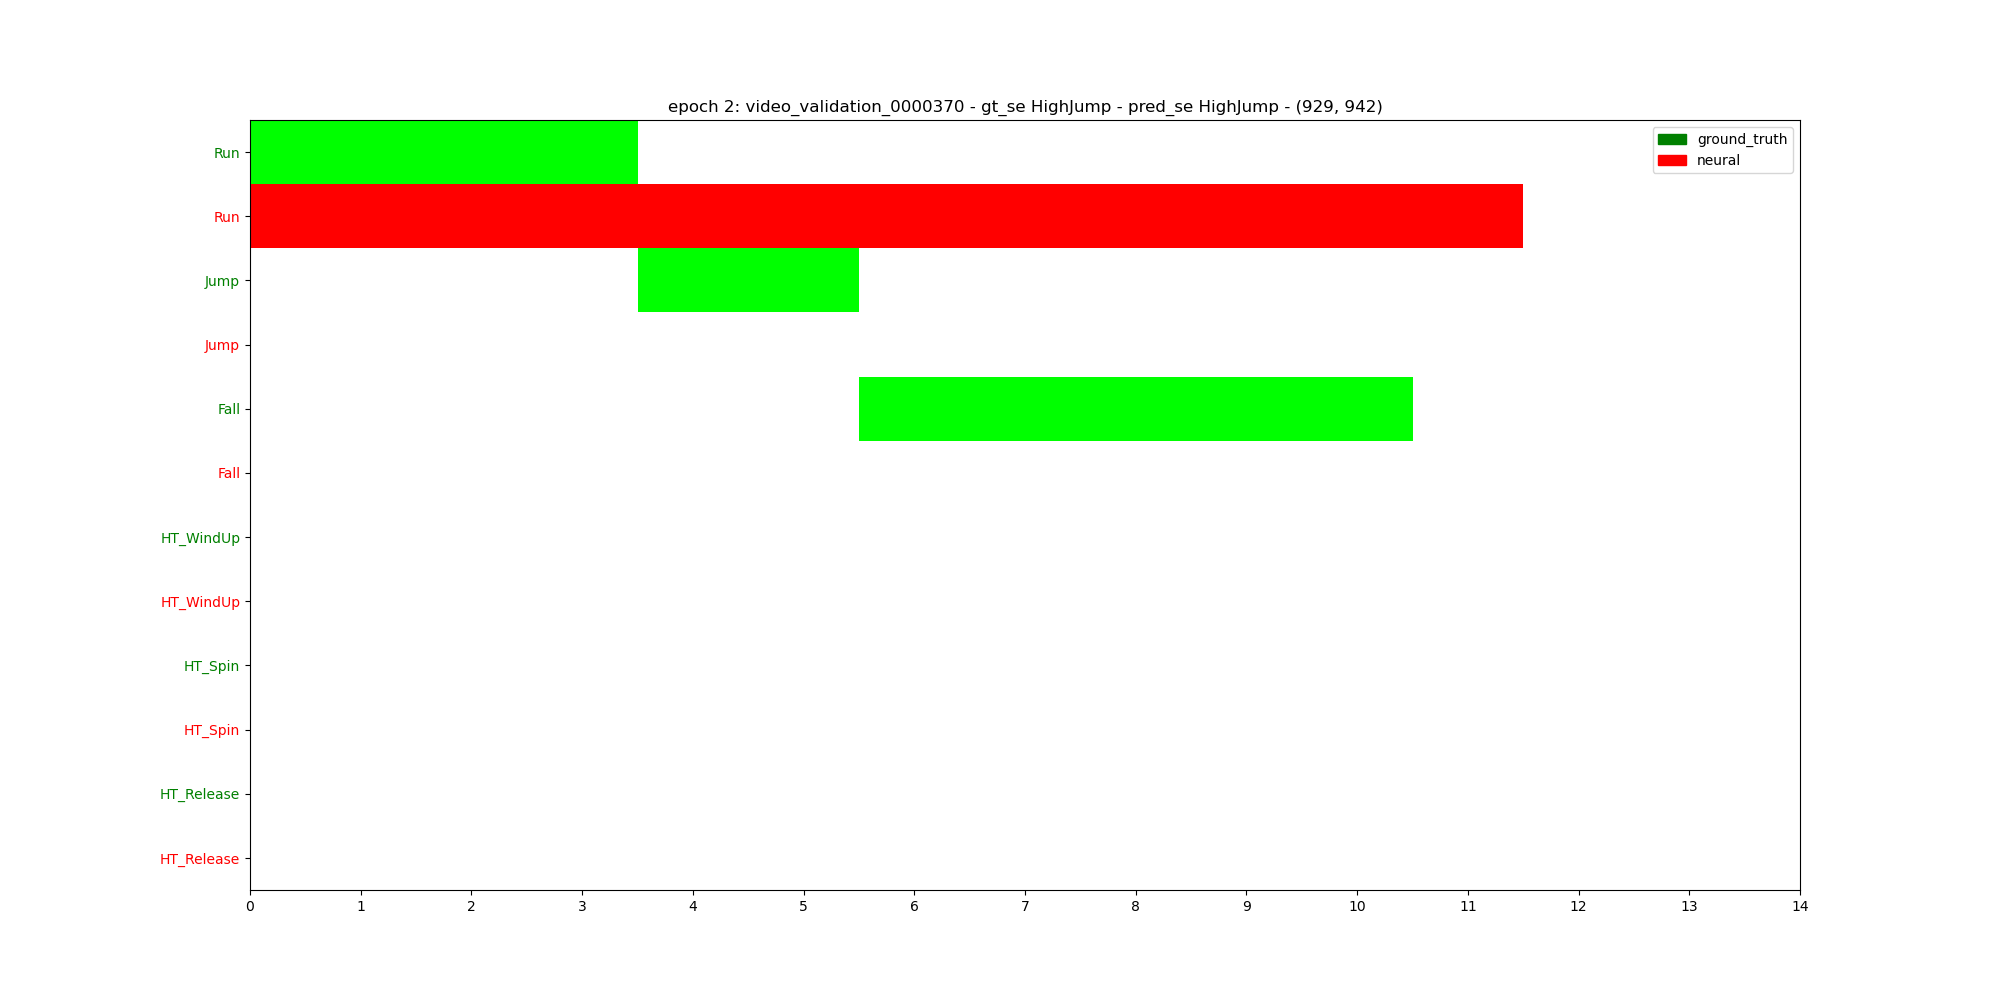 epoch 2: video_validation_0000370 - gt_se HighJump - pred_se HighJump - (929, 942)
ground_truth
neural
Run
Run
Jump
Jump
Fall
Fall
HT_WindUp
HT_WindUp
HT_Spin
HT_Spin
HT_Release
HT_Release
0 1 2 3 4 5 6 7 8 9 10 11 12 13 14